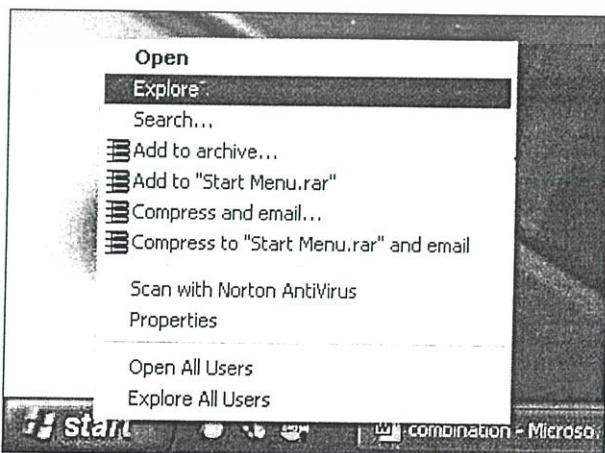 Open
Explore
Search...
Add to archive...
Add to "Start Menu.rar"
Compress and email...
Compress to "Start Menu.rar" and email
Scan with Norton AntiVirus
Properties
Open All Users
Explore All Users
start
combination - Microso